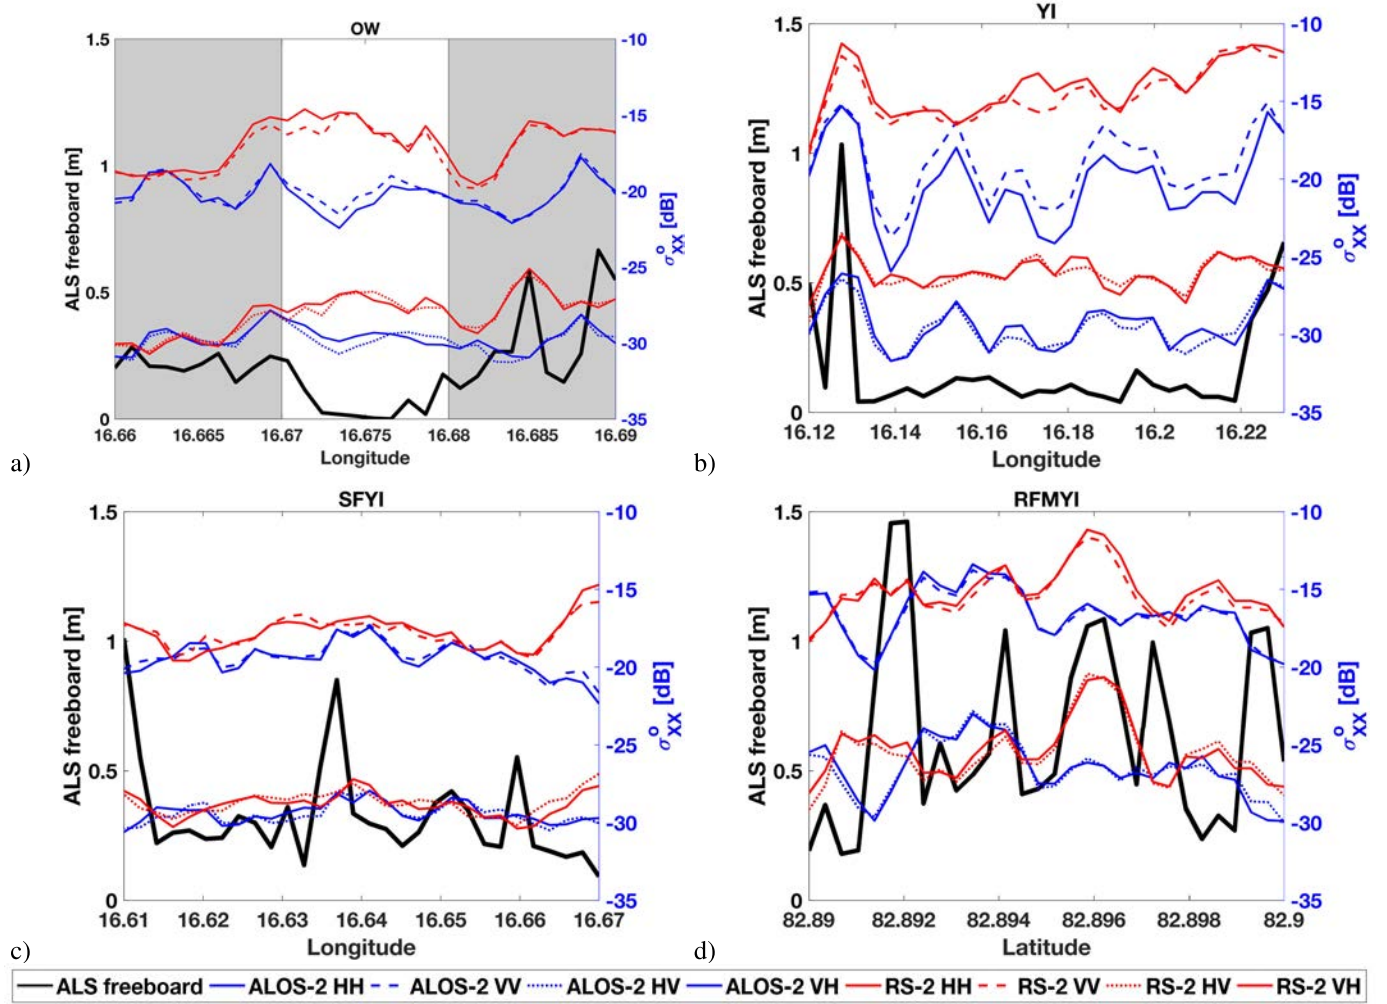 OW
1.5
1
0.5
0
ALS freeboard [m]
-10
-15
-20
-25
-30
-35
σ°XX [dB]
16.66 16.665 16.67 16.675 16.68 16.685 16.69
Longitude
a)
YI
1.5
1
0.5
0
ALS freeboard [m]
-10
-15
-20
-25
-30
-35
σ°XX [dB]
16.12 16.14 16.16 16.18 16.2 16.22
Longitude
b)
SFYI
1.5
1
0.5
0
ALS freeboard [m]
-10
-15
-20
-25
-30
-35
σ°XX [dB]
16.61 16.62 16.63 16.64 16.65 16.66 16.67
Longitude
c)
RFMYI
1.5
1
0.5
0
ALS freeboard [m]
-10
-15
-20
-25
-30
-35
σ°XX [dB]
82.89 82.892 82.894 82.896 82.898 82.9
Latitude
d)
ALS freeboard ALOS-2 HH ALOS-2 VV ALOS-2 HV ALOS-2 VH RS-2 HH RS-2 VV RS-2 HV RS-2 VH